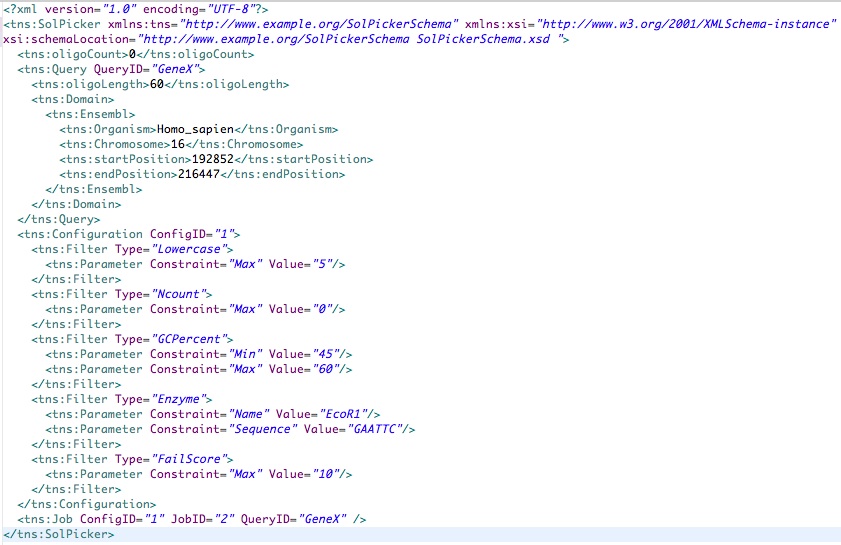 <?xml version="1.0" encoding="UTF-8"?>
<tns:SolPicker xmlns:tns="http://www.example.org/SolPickerSchema" xmlns:xsi="http://www.w3.org/2001/XMLSchema-instance"
xsi:schemaLocation="http://www.example.org/SolPickerSchema SolPickerSchema.xsd ">
  <tns:oligoCount>0</tns:oligoCount>
  <tns:Query QueryID="GeneX">
    <tns:oligoLength>60</tns:oligoLength>
    <tns:Domain>
      <tns:Ensembl>
        <tns:Organism>Homo_sapien</tns:Organism>
        <tns:Chromosome>16</tns:Chromosome>
        <tns:startPosition>192852</tns:startPosition>
        <tns:endPosition>216447</tns:endPosition>
      </tns:Ensembl>
    </tns:Domain>
  </tns:Query>
  <tns:Configuration ConfigID="1">
    <tns:Filter Type="Lowercase">
      <tns:Parameter Constraint="Max" Value="5"/>
    </tns:Filter>
    <tns:Filter Type="Ncount">
      <tns:Parameter Constraint="Max" Value="0"/>
    </tns:Filter>
    <tns:Filter Type="GCPercent">
      <tns:Parameter Constraint="Min" Value="45"/>
      <tns:Parameter Constraint="Max" Value="60"/>
    </tns:Filter>
    <tns:Filter Type="Enzyme">
      <tns:Parameter Constraint="Name" Value="EcoR1"/>
      <tns:Parameter Constraint="Sequence" Value="GAATTC"/>
    </tns:Filter>
    <tns:Filter Type="FailScore">
      <tns:Parameter Constraint="Max" Value="10"/>
    </tns:Filter>
  </tns:Configuration>
  <tns:Job ConfigID="1" JobID="2" QueryID="GeneX" />
</tns:SolPicker>